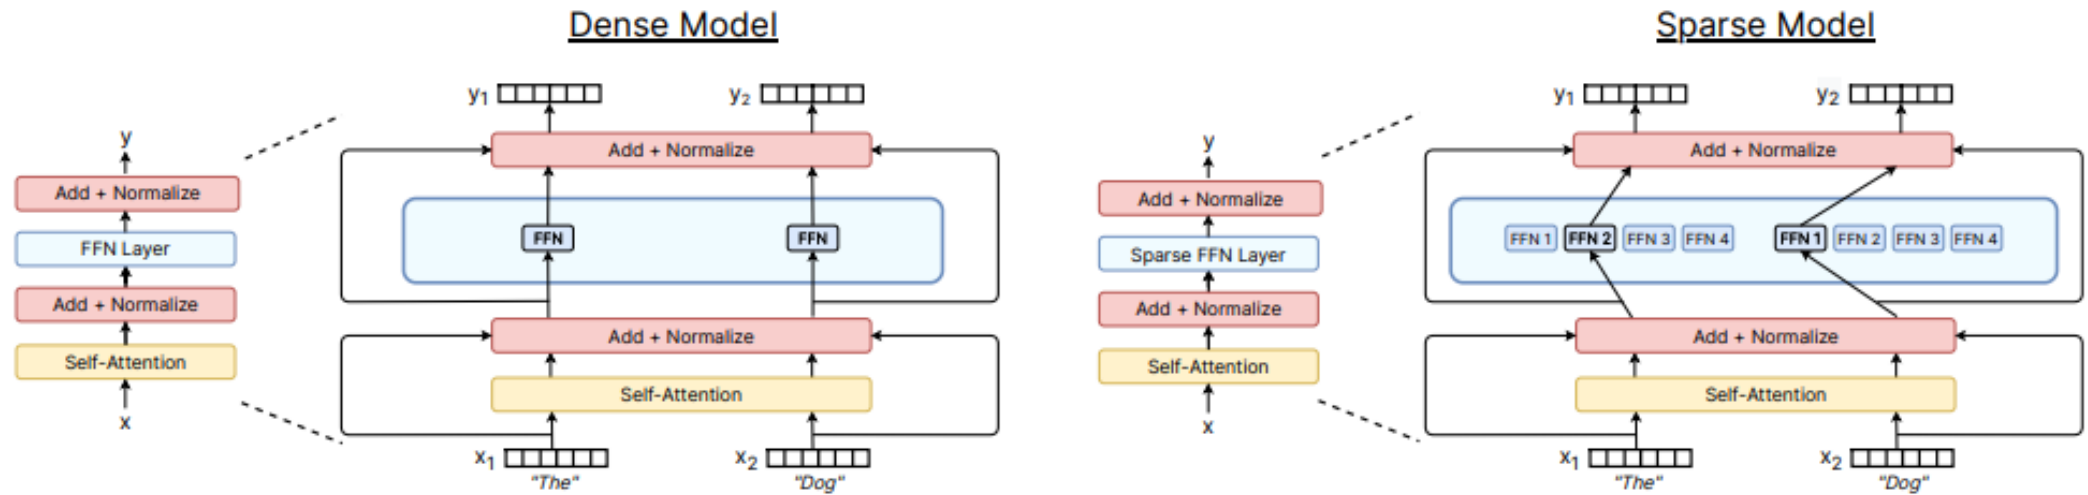 Dense Model
y
Add + Normalize
FFN Layer
Add + Normalize
Self-Attention
x
y1 y2
Add + Normalize
FFN FFN
Add + Normalize
Self-Attention
x1 x2
"The" "Dog"
Sparse Model
y
Add + Normalize
Sparse FFN Layer
Add + Normalize
Self-Attention
x
y1 y2
Add + Normalize
FFN 1 FFN 2 FFN 3 FFN 4 FFN 1 FFN 2 FFN 3 FFN 4
Add + Normalize
Self-Attention
x1 x2
"The" "Dog"